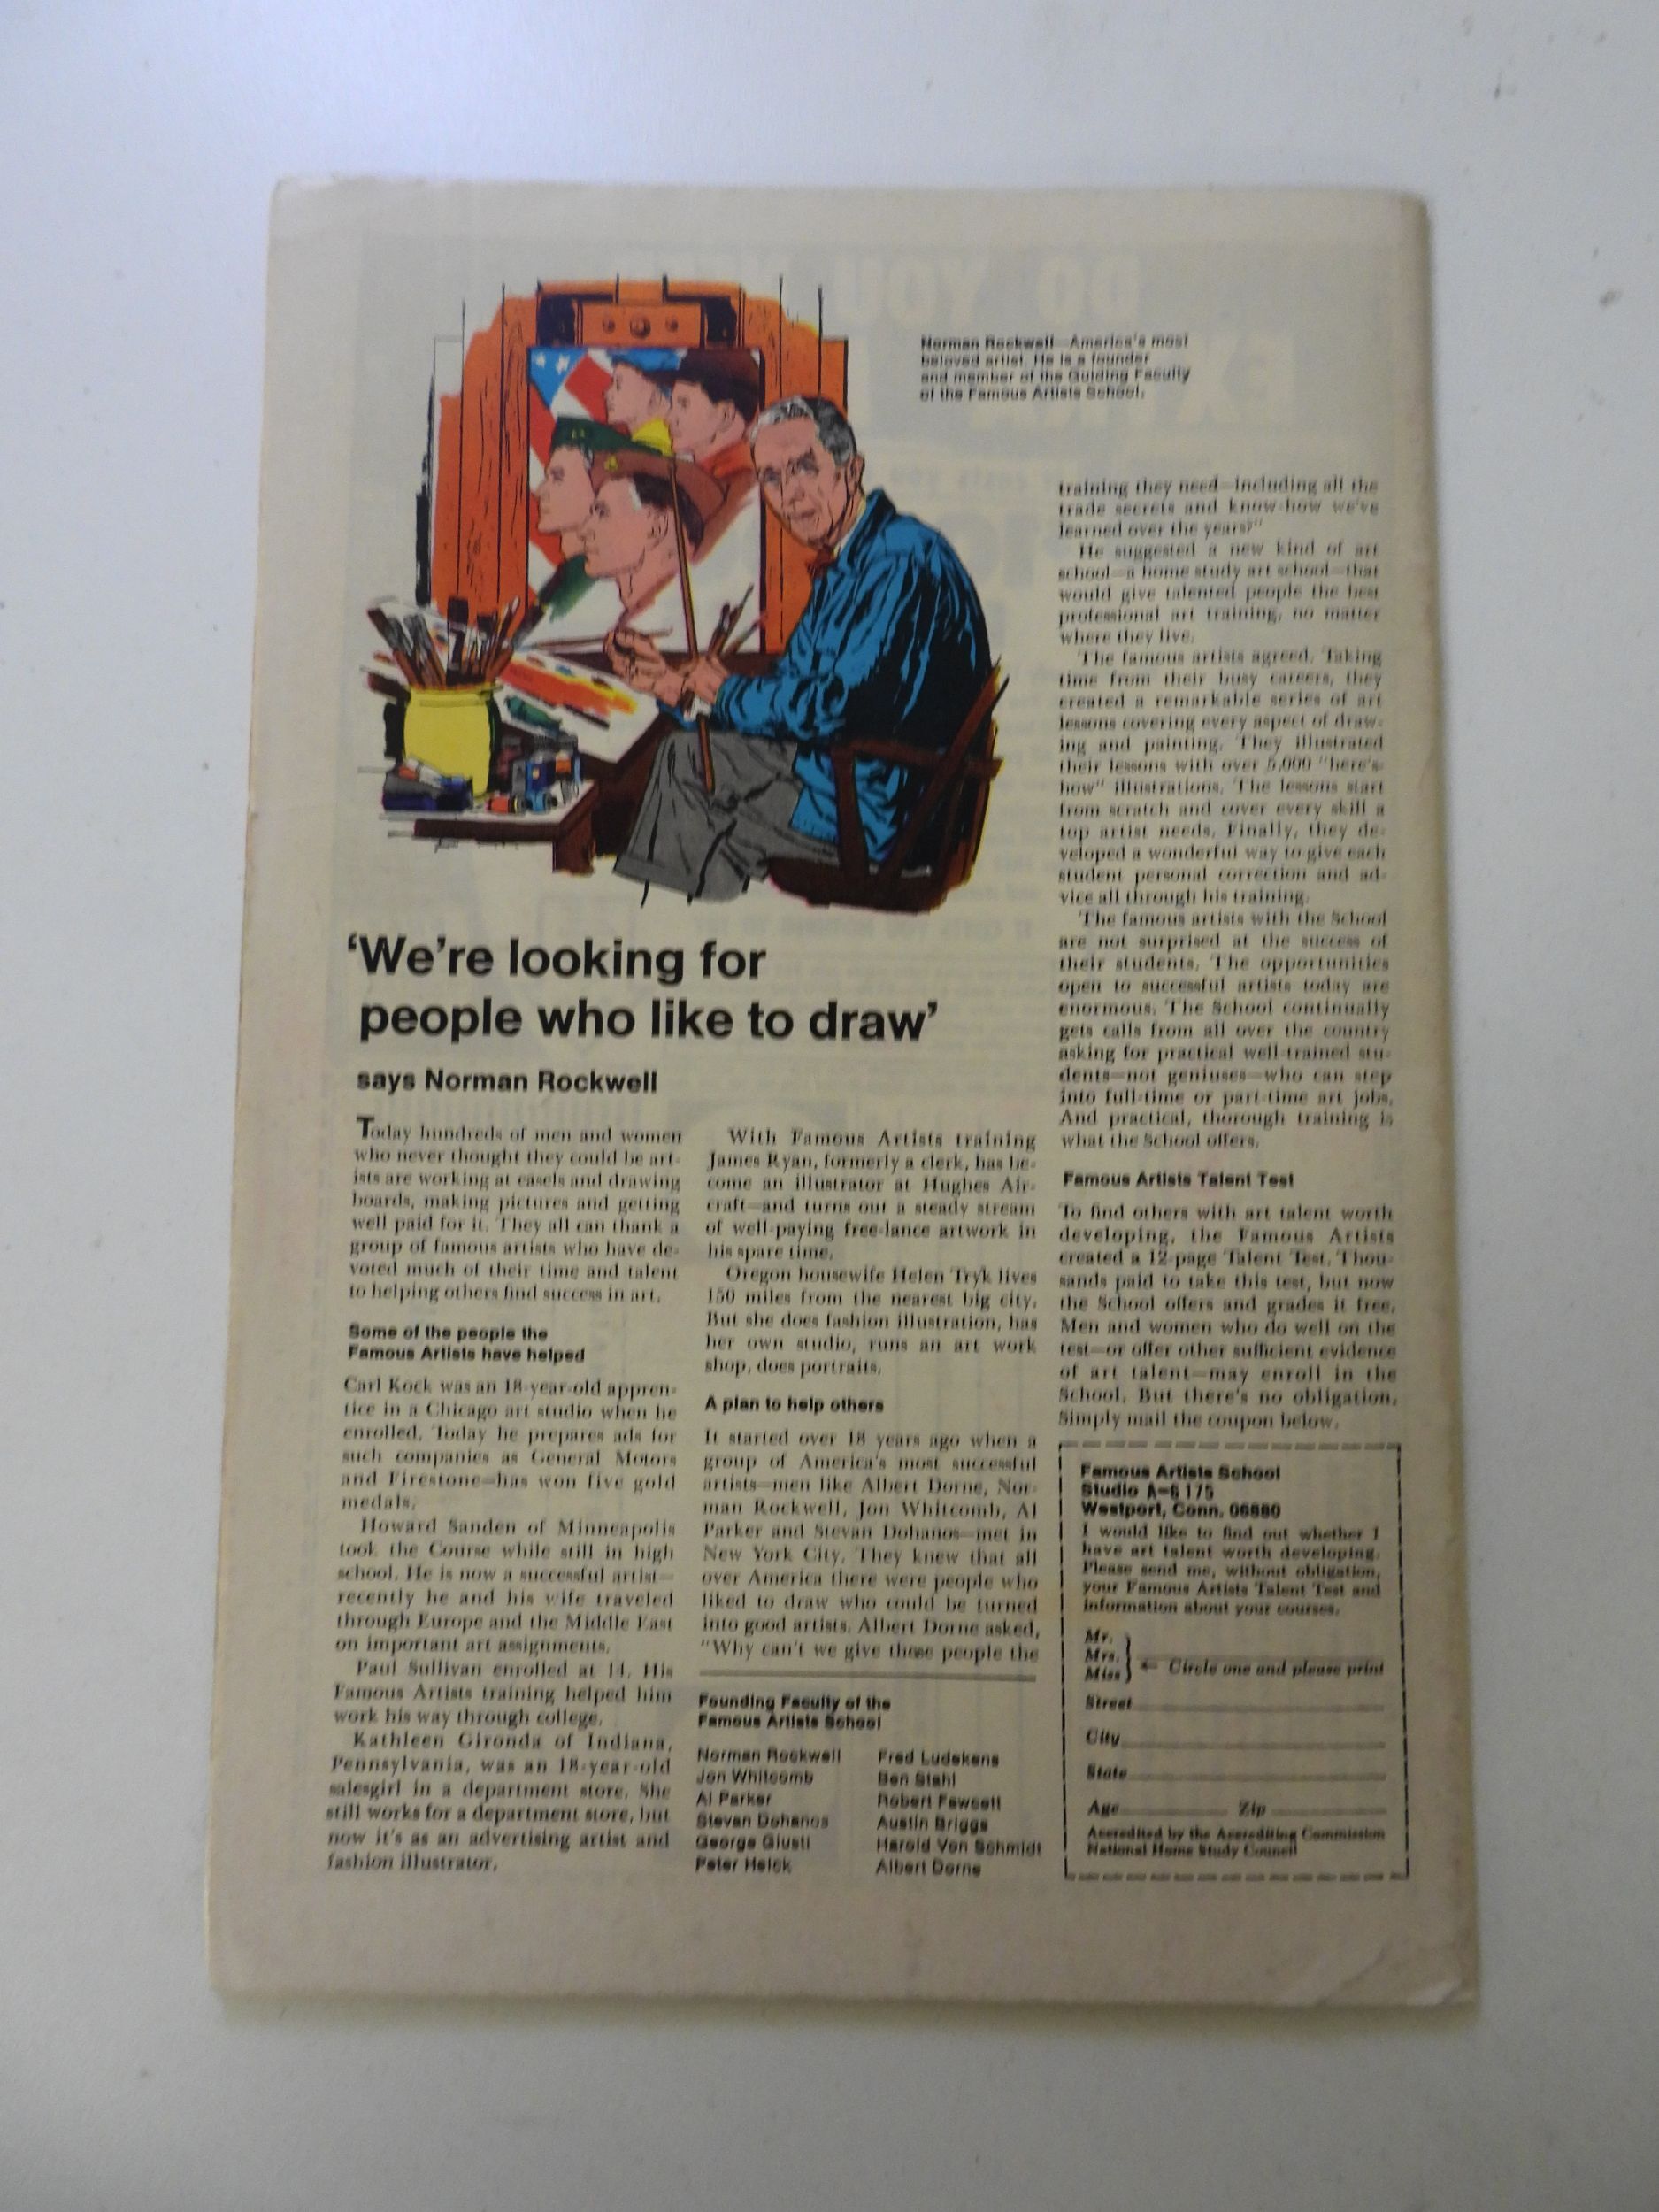 Norman Rockwell—America's most
beloved artist. He is a founder
and member of the Guiding Faculty
of the Famous Artists School.
'We're looking for
people who like to draw'
says Norman Rockwell
Today hundreds of men and women
who never thought they could be art-
ists are working at easels and drawing
boards, making pictures and getting
well paid for it. They all can thank a
group of famous artists who have de-
voted much of their time and talent
to helping others find success in art.
Some of the people the
Famous Artists have helped
Carl Kock was an 18-year-old appren-
tice in a Chicago art studio when he
enrolled. Today he prepares ads for
such companies as General Motors
and Firestone—has won five gold
medals.
Howard Sanden of Minneapolis
took the Course while still in high
school. He is now a successful artist—
recently he and his wife traveled
through Europe and the Middle East
on important art assignments.
Paul Sullivan enrolled at 14. His
Famous Artists training helped him
work his way through college.
Kathleen Gironda of Indiana,
Pennsylvania, was an 18-year-old
salesgirl in a department store. She
still works for a department store, but
now it's as an advertising artist and
fashion illustrator.
With Famous Artists training
James Ryan, formerly a clerk, has be-
come an illustrator at Hughes Air-
craft—and turns out a steady stream
of well-paying free-lance artwork in
his spare time.
Oregon housewife Helen Tryk lives
150 miles from the nearest big city.
But she does fashion illustration, has
her own studio, runs an art work
shop, does portraits.
A plan to help others
It started over 18 years ago when a
group of America's most successful
artists—men like Albert Dorne, Nor-
man Rockwell, Jon Whitcomb, Al
Parker and Stevan Dohanos—met in
New York City. They knew that all
over America there were people who
liked to draw who could be turned
into good artists. Albert Dorne asked,
"Why can't we give these people the
Founding Faculty of the
Famous Artists School
Norman Rockwell
Jon Whitcomb
Al Parker
Stevan Dohanos
George Giusti
Peter Helck
Fred Ludekens
Ben Stahl
Robert Fawcett
Austin Briggs
Harold Von Schmidt
Albert Dorne
training they need—including all the
trade secrets and know-how we've
learned over the years?"
He suggested a new kind of art
school—a home study art school—that
would give talented people the best
professional art training, no matter
where they live.
The famous artists agreed. Taking
time from their busy careers, they
created a remarkable series of art
lessons covering every aspect of draw-
ing and painting. They illustrated
their lessons with over 5,000 "here's-
how" illustrations. The lessons start
from scratch and cover every skill a
top artist needs. Finally, they de-
veloped a wonderful way to give each
student personal correction and ad-
vice all through his training.
The famous artists with the School
are not surprised at the success of
their students. The opportunities
open to successful artists today are
enormous. The School continually
gets calls from all over the country
asking for practical well-trained stu-
dents—not geniuses—who can step
into full-time or part-time art jobs.
And practical, thorough training is
what the School offers.
Famous Artists Talent Test
To find others with art talent worth
developing, the Famous Artists
created a 12-page Talent Test. Thou-
sands paid to take this test, but now
the School offers and grades it free.
Men and women who do well on the
test—or offer other sufficient evidence
of art talent—may enroll in the
School. But there's no obligation.
Simply mail the coupon below.
Famous Artists School
Studio A-6175
Westport, Conn. 06880
I would like to find out whether I
have art talent worth developing.
Please send me, without obligation,
your Famous Artists Talent Test and
information about your courses.
Mr.
Mrs.
Miss
Circle one and please print
Street
City
State
Age Zip
Accredited by the Accrediting Commission
National Home Study Council